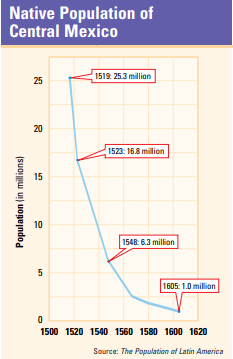 Native Population of
Central Mexico
Population (in millions)
25
20
15
10
5
0
1519: 25.3 million
1523: 16.8 million
1548: 6.3 million
1605: 1.0 million
1500 1520 1540 1560 1580 1600 1620
Source: The Population of Latin America